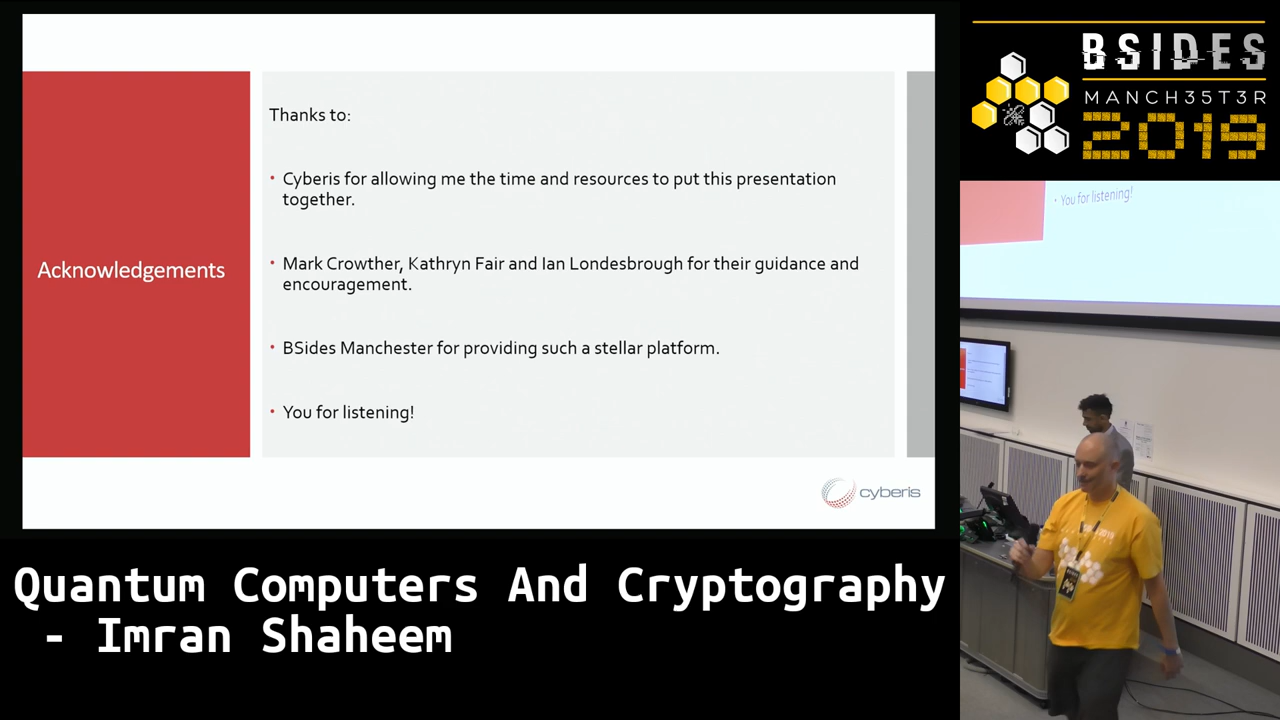 BSIDES
MANCH35T3R
2019
Acknowledgements
Thanks to:
• Cyberis for allowing me the time and resources to put this presentation
together.
• Mark Crowther, Kathryn Fair and Ian Londesbrough for their guidance and
encouragement.
• BSides Manchester for providing such a stellar platform.
• You for listening!
cyberis
• You for listening!
Quantum Computers And Cryptography
- Imran Shaheem